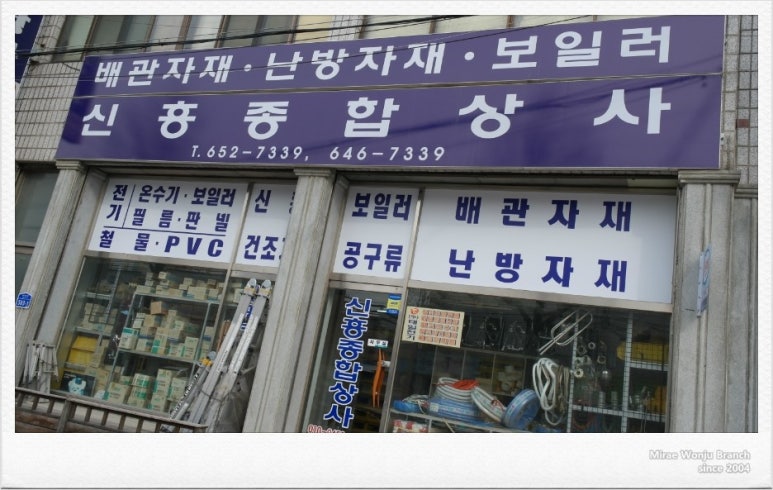 배관자재·난방자재·보일러
신흥종합상사
T. 652-7339, 646-7339
전기 온수기·보일러
필름·판넬
철물·PVC
신
건조
보일러
공구류
배관자재
난방자재
신흥종합상사
Mirae Wonju Branch
since 2004